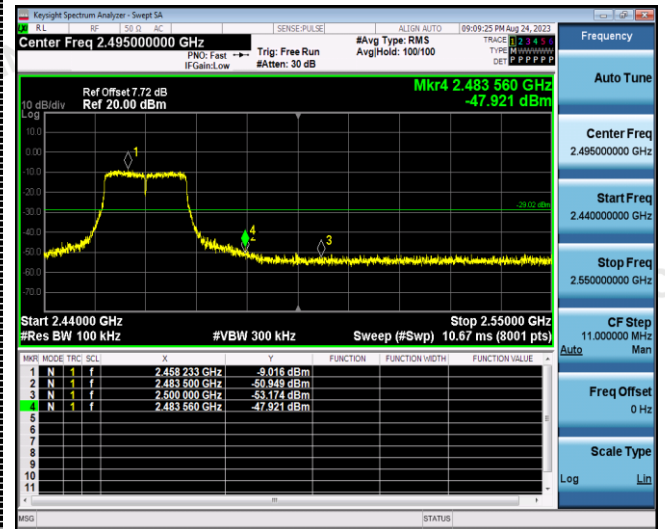 Keysight Spectrum Analyzer - Swept SA
RL RF 50 Ω AC SENSE:PULSE ALIGN AUTO 09:09:25 PM Aug 24, 2023
Center Freq 2.495000000 GHz
PNO: Fast
IFGain:Low
Trig: Free Run
#Atten: 30 dB
#Avg Type: RMS
Avg|Hold: 100/100
TRACE 1 2 3 4 5 6
TYPE M W W W W W
DET P P P P P P
Mkr4 2.483 560 GHz
-47.921 dBm
Ref Offset 7.72 dB
10 dB/div Ref 20.00 dBm
Log
10.0
0.00
-10.0
-20.0
-30.0
-40.0
-50.0
-60.0
-70.0
1
4
2
3
-29.02 dBm
Start 2.44000 GHz Stop 2.55000 GHz
#Res BW 100 kHz #VBW 300 kHz Sweep (#Swp) 10.67 ms (8001 pts)
MKR MODE TRC SCL X Y FUNCTION FUNCTION WIDTH FUNCTION VALUE
1 N 1 f 2.458 233 GHz -9.016 dBm
2 N 1 f 2.483 500 GHz -50.949 dBm
3 N 1 f 2.500 000 GHz -53.174 dBm
4 N 1 f 2.483 560 GHz -47.921 dBm
5
6
7
8
9
10
11
MSG STATUS
Frequency
Auto Tune
Center Freq
2.495000000 GHz
Start Freq
2.440000000 GHz
Stop Freq
2.550000000 GHz
CF Step
11.000000 MHz
Auto Man
Freq Offset
0 Hz
Scale Type
Log Lin